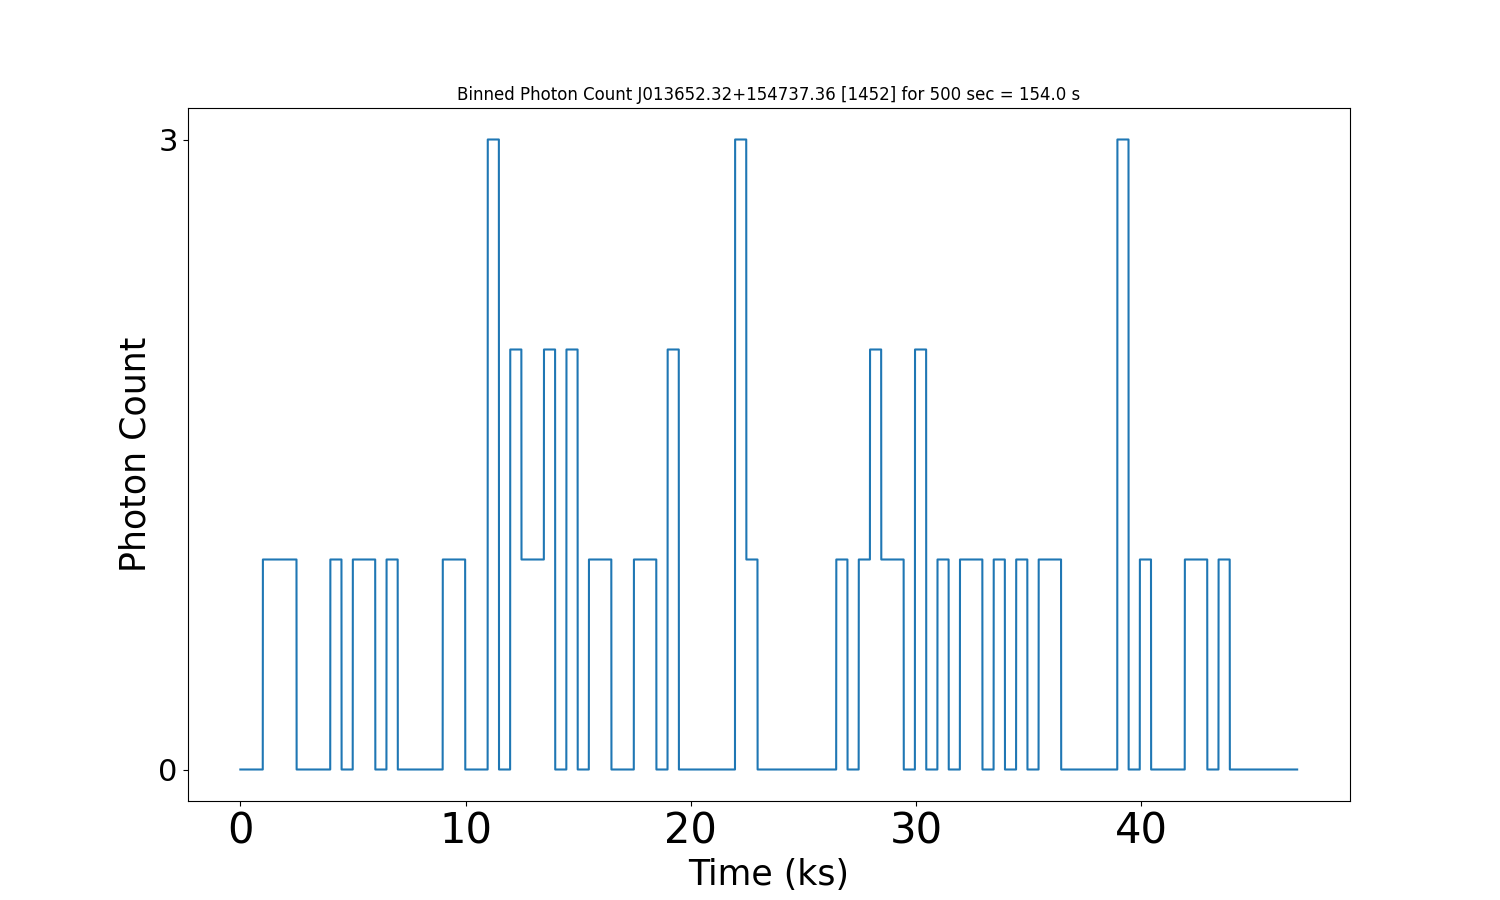 Binned Photon Count J013652.32+154737.36 [1452] for 500 sec = 154.0 s
3
0
Photon Count
0 10 20 30 40
Time (ks)